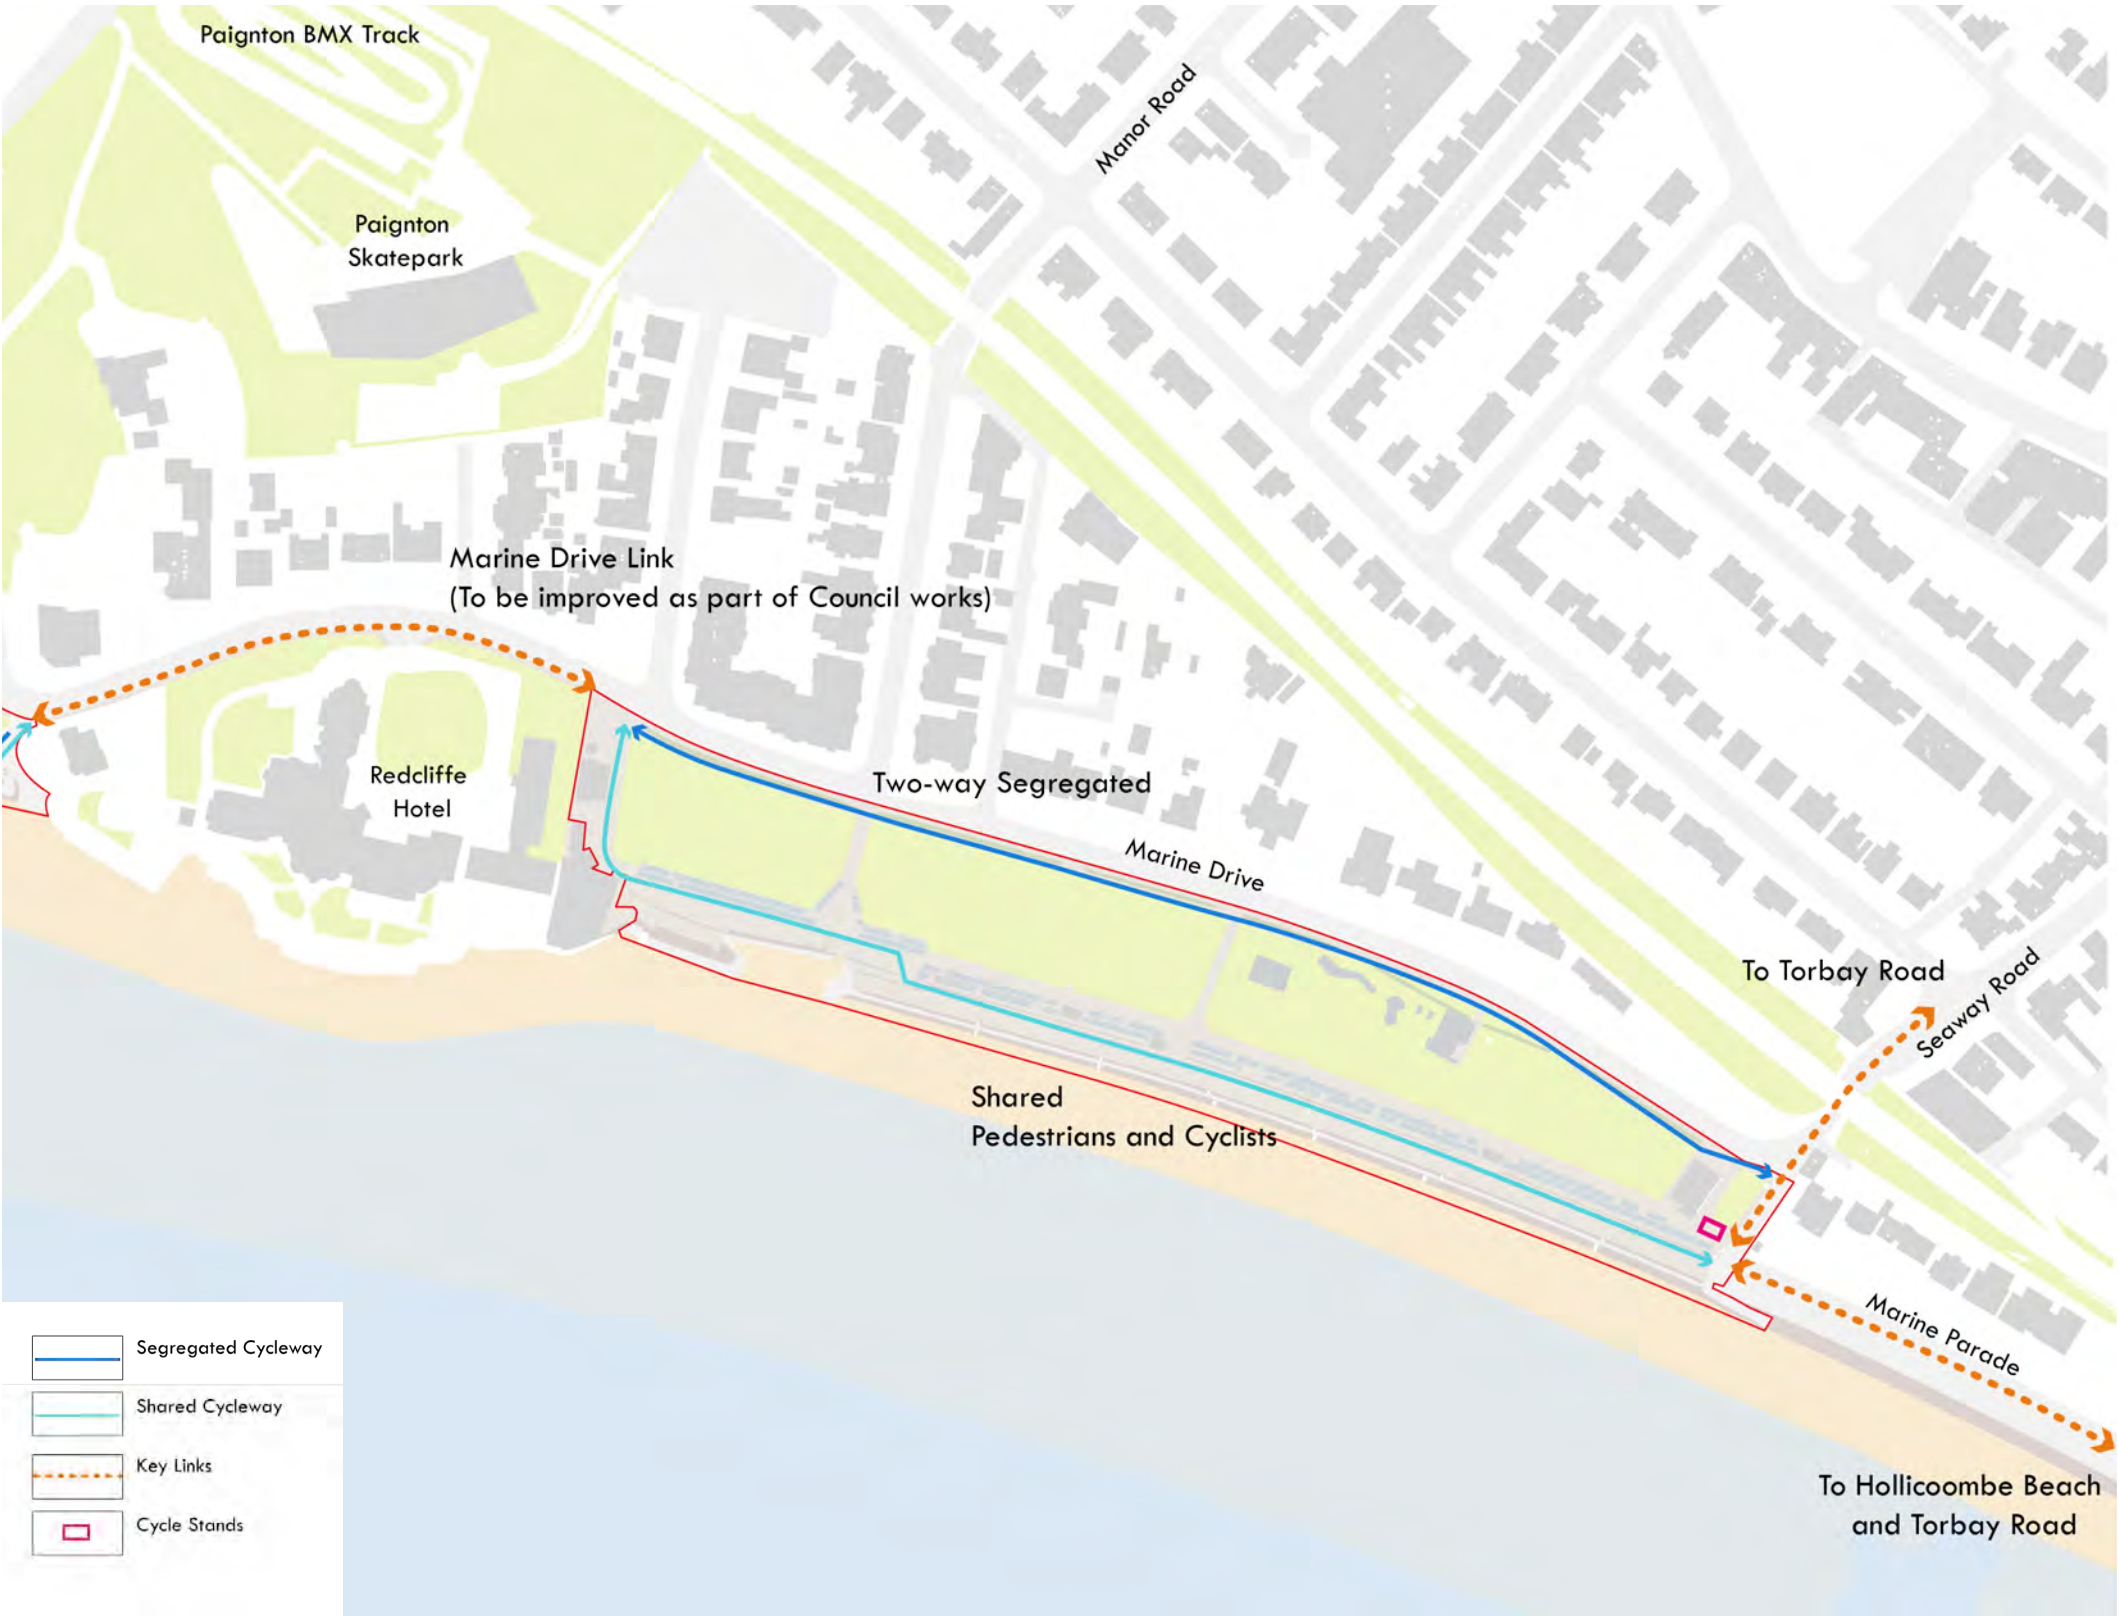 Paignton BMX Track
Manor Road
Paignton
Skatepark
Marine Drive Link
(To be improved as part of Council works)
Redcliffe
Hotel
Two-way Segregated
Marine Drive
To Torbay Road
Seaway Road
Shared
Pedestrians and Cyclists
Marine Parade
To Hollicoombe Beach
and Torbay Road
Segregated Cycleway
Shared Cycleway
Key Links
Cycle Stands